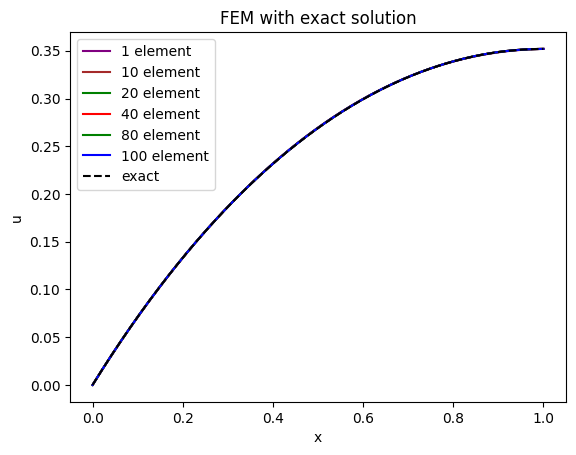 FEM with exact solution
1 element
10 element
20 element
40 element
80 element
100 element
exact
0.35
0.30
0.25
0.20
0.15
0.10
0.05
0.00
u
0.0 0.2 0.4 0.6 0.8 1.0
x